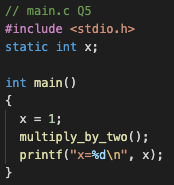 // main.c Q5
#include <stdio.h>
static int x;
int main()
{
x = 1;
multiply_by_two();
printf("x=%d\n", x);
}